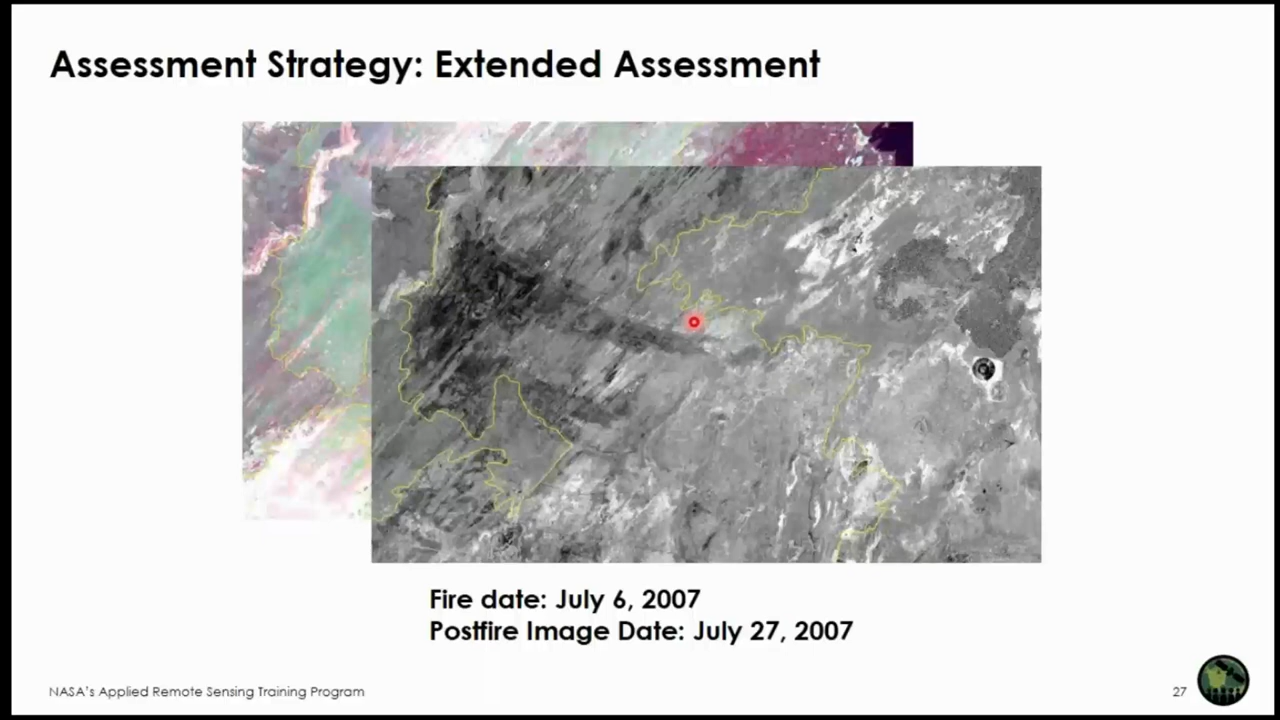 Assessment Strategy: Extended Assessment
Fire date: July 6, 2007
Postfire Image Date: July 27, 2007
NASA's Applied Remote Sensing Training Program
27